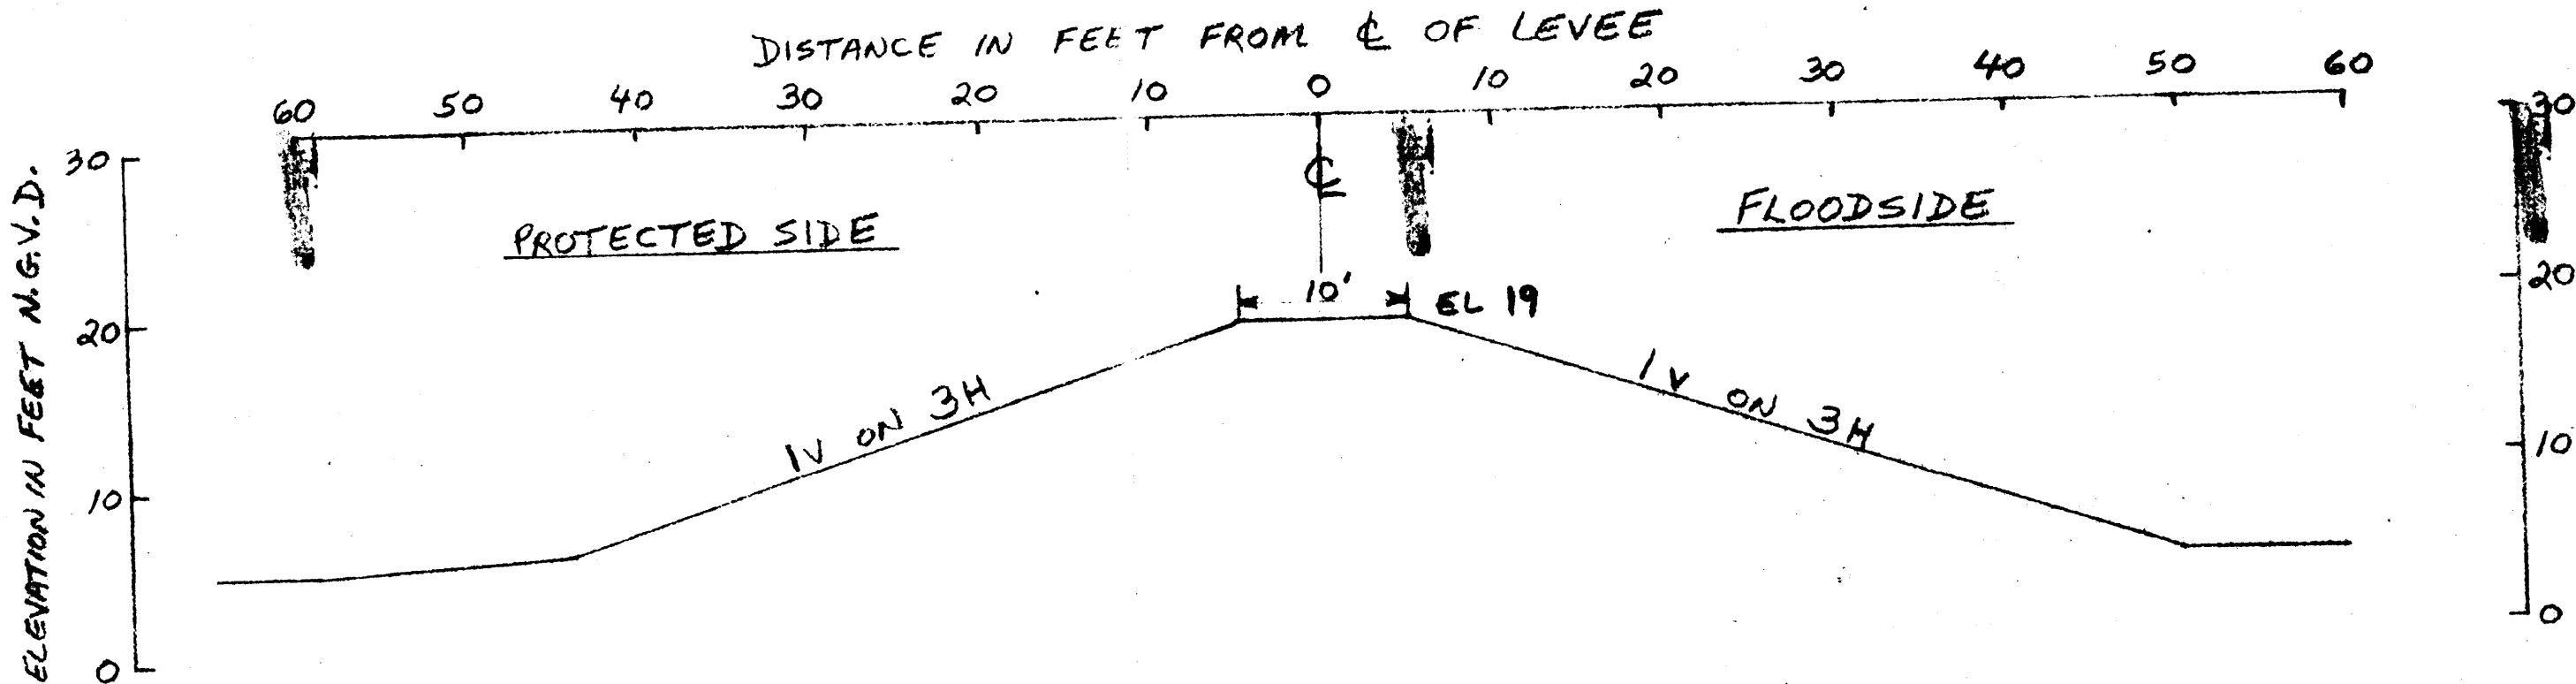 DISTANCE IN FEET FROM ℄ OF LEVEE
60 50 40 30 20 10 0 10 20 30 40 50 60
ELEVATION IN FEET N.G.V.D.
30
20
10
0
℄
PROTECTED SIDE
FLOODSIDE
10'
EL 19
1V ON 3H
1V ON 3H
30
20
10
0